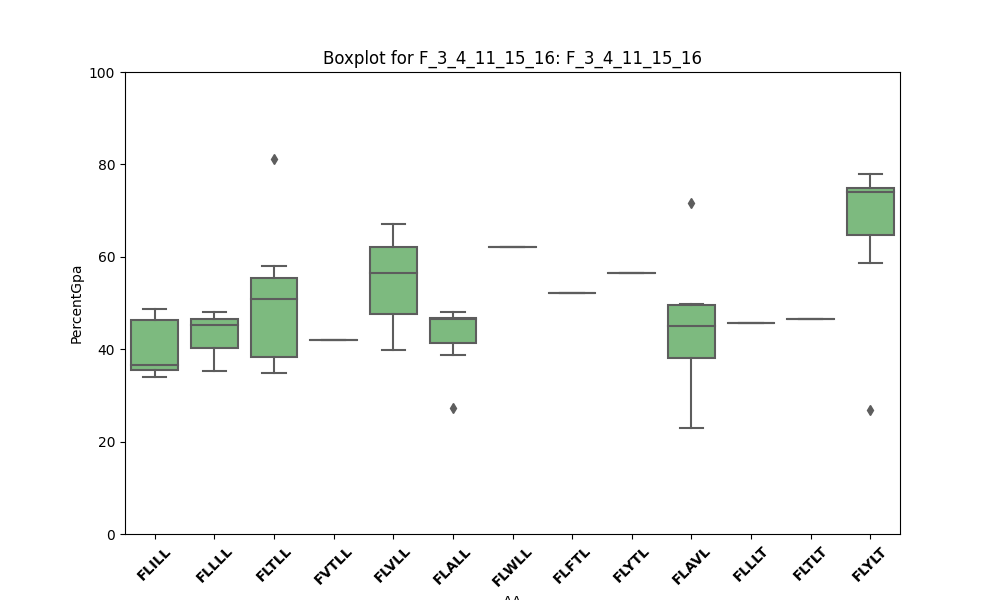 Boxplot for F_3_4_11_15_16: F_3_4_11_15_16
PercentGpa
100
80
60
40
20
0
FLILL
FLLLL
FLTLL
FVTLL
FLVLL
FLALL
FLWLL
FLFTL
FLYTL
FLAVL
FLLLT
FLTLT
FLYLT
AA